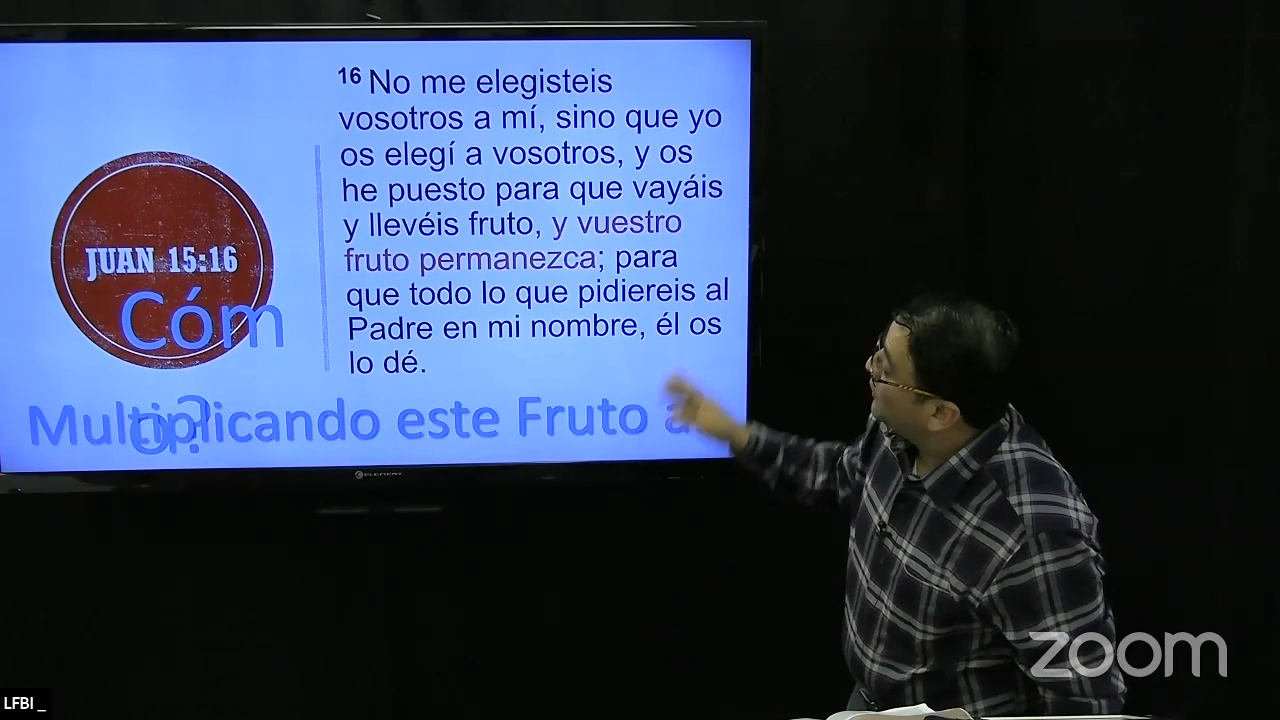 16 No me elegisteis
vosotros a mí, sino que yo
os elegí a vosotros, y os
he puesto para que vayáis
y llevéis fruto, y vuestro
fruto permanezca; para
que todo lo que pidiereis al
Padre en mi nombre, él os
lo dé.
JUAN 15:16
Cóm
o?
Multiplicando este Fruto a
ELEMENT
zoom
LFBI _